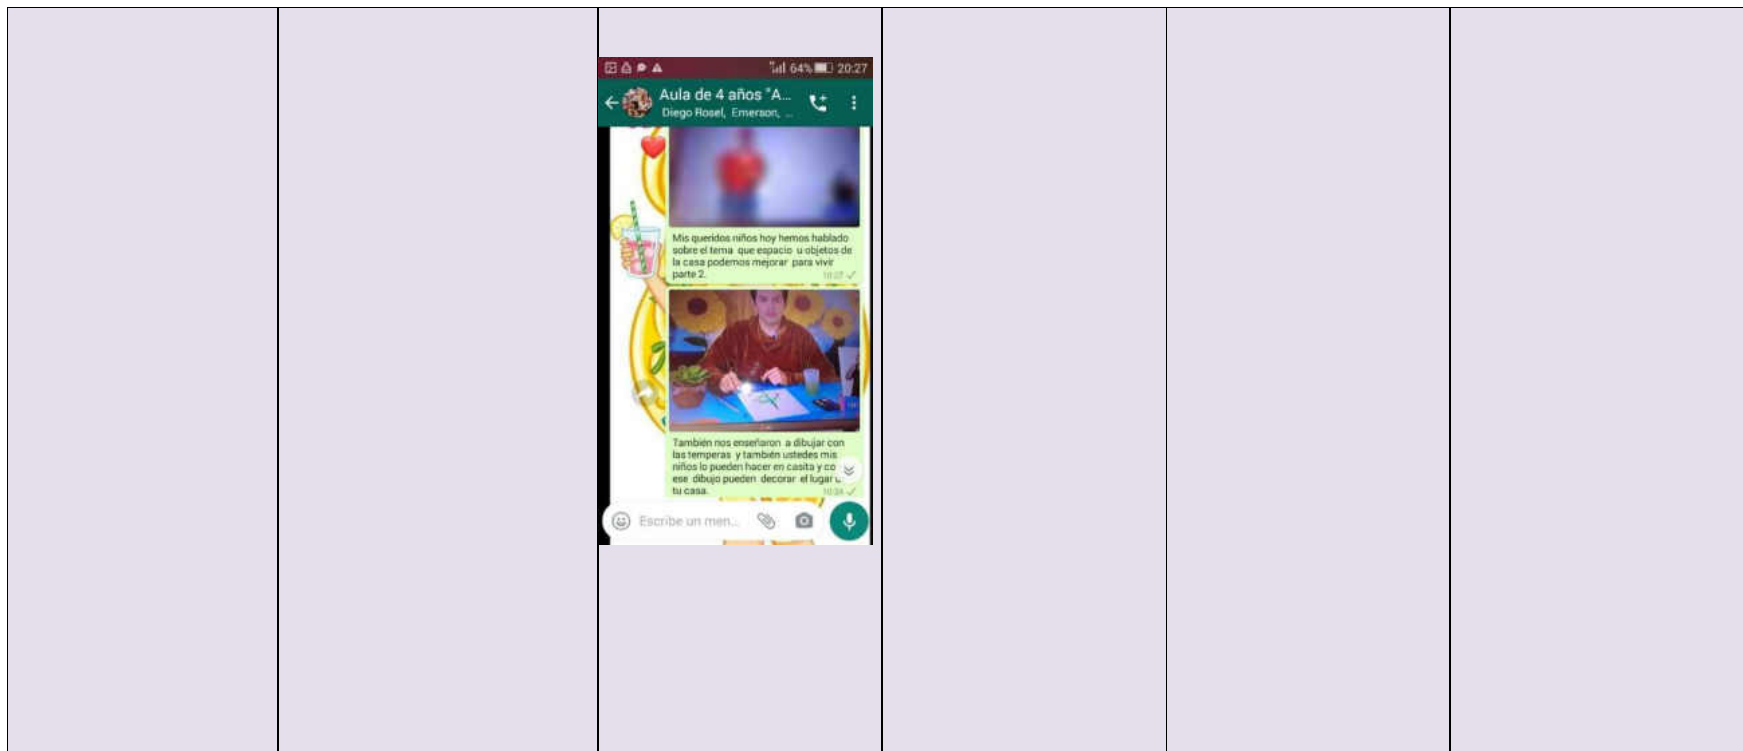 64% 20:27
Aula de 4 años "A...
Diego Rosel, Emerson, ...
Mis queridos niños hoy hemos hablado
sobre el tema que espacio u objetos de
la casa podemos mejorar para vivir
parte 2.
También nos enseñaron a dibujar con
las temperas y también ustedes mis
niños lo pueden hacer en casita y co
ese dibujo pueden decorar el lugar
tu casa.
Escribe un men...